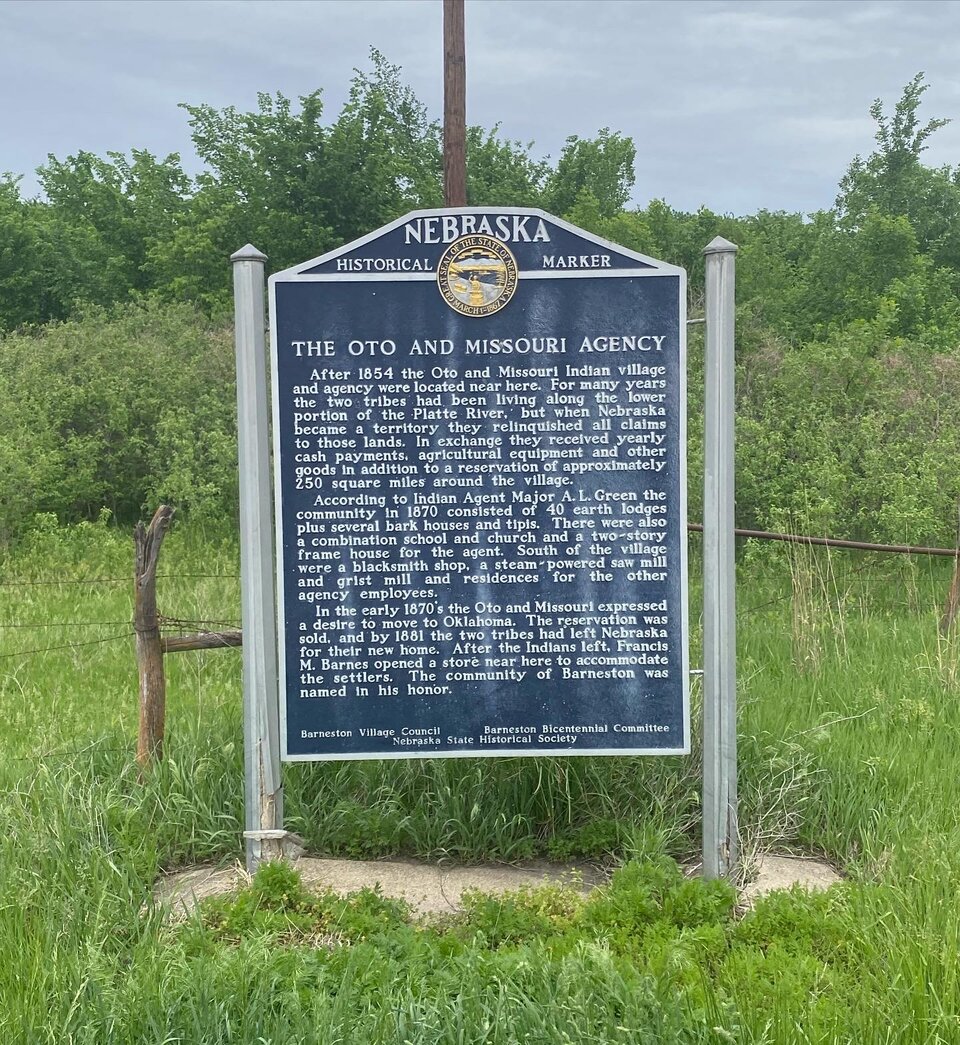 NEBRASKA
HISTORICAL MARKER
GREAT SEAL OF THE STATE OF NEBRASKA
MARCH 1 1867
THE OTO AND MISSOURI AGENCY
After 1854 the Oto and Missouri Indian village
and agency were located near here. For many years
the two tribes had been living along the lower
portion of the Platte River, but when Nebraska
became a territory they relinquished all claims
to those lands. In exchange they received yearly
cash payments, agricultural equipment and other
goods in addition to a reservation of approximately
250 square miles around the village.
According to Indian Agent Major A. L. Green the
community in 1870 consisted of 40 earth lodges
plus several bark houses and tipis. There were also
a combination school and church and a two-story
frame house for the agent. South of the village
were a blacksmith shop, a steam-powered saw mill
and grist mill and residences for the other
agency employees.
In the early 1870's the Oto and Missouri expressed
a desire to move to Oklahoma. The reservation was
sold, and by 1881 the two tribes had left Nebraska
for their new home. After the Indians left, Francis
M. Barnes opened a store near here to accommodate
the settlers. The community of Barneston was
named in his honor.
Barneston Village Council Barneston Bicentennial Committee
Nebraska State Historical Society